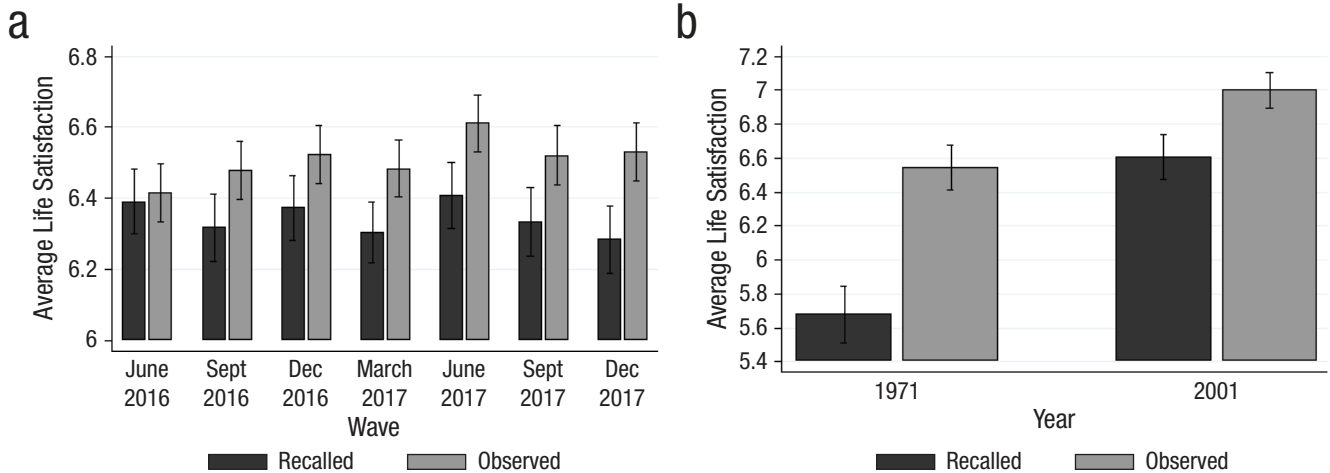 a
Average Life Satisfaction
6.8
6.6
6.4
6.2
6
June Sept Dec March June Sept Dec
2016 2016 2016 2017 2017 2017 2017
Wave
Recalled Observed
b
Average Life Satisfaction
7.2
7
6.8
6.6
6.4
6.2
6
5.8
5.6
5.4
1971 2001
Year
Recalled Observed